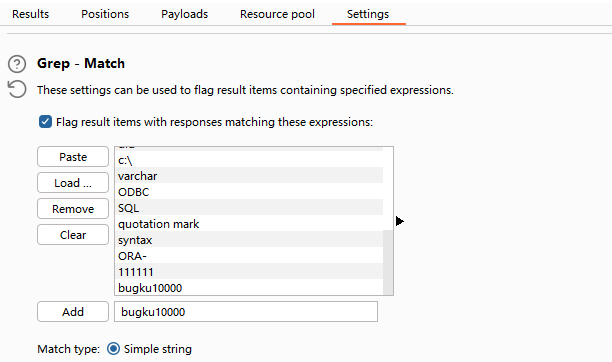 Results Positions Payloads Resource pool Settings
Grep - Match
These settings can be used to flag result items containing specified expressions.
Flag result items with responses matching these expressions:
Paste
Load ...
Remove
Clear
c:\
varchar
ODBC
SQL
quotation mark
syntax
ORA-
111111
bugku10000
Add bugku10000
Match type: Simple string